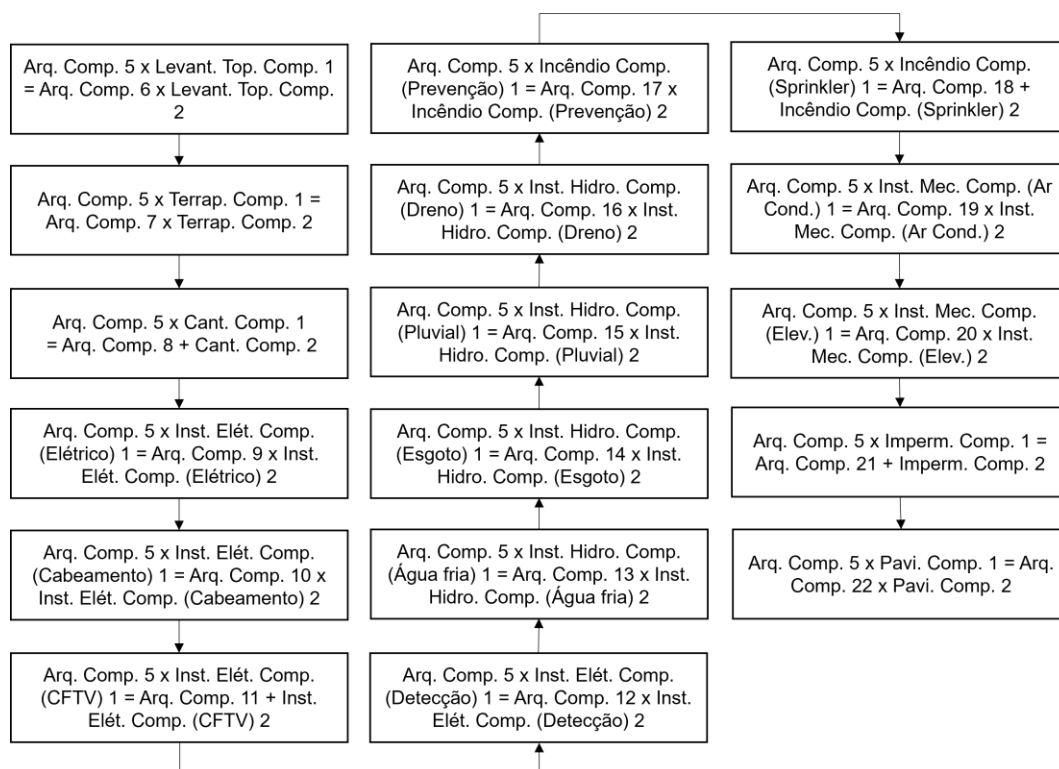 Arq. Comp. 5 x Levant. Top. Comp. 1
= Arq. Comp. 6 x Levant. Top. Comp.
2
Arq. Comp. 5 x Terrap. Comp. 1 =
Arq. Comp. 7 x Terrap. Comp. 2
Arq. Comp. 5 x Cant. Comp. 1
= Arq. Comp. 8 + Cant. Comp. 2
Arq. Comp. 5 x Inst. Elét. Comp.
(Elétrico) 1 = Arq. Comp. 9 x Inst.
Elét. Comp. (Elétrico) 2
Arq. Comp. 5 x Inst. Elét. Comp.
(Cabeamento) 1 = Arq. Comp. 10 x
Inst. Elét. Comp. (Cabeamento) 2
Arq. Comp. 5 x Inst. Elét. Comp.
(CFTV) 1 = Arq. Comp. 11 + Inst.
Elét. Comp. (CFTV) 2
Arq. Comp. 5 x Inst. Elét. Comp.
(Detecção) 1 = Arq. Comp. 12 x Inst.
Elét. Comp. (Detecção) 2
Arq. Comp. 5 x Inst. Hidro. Comp.
(Água fria) 1 = Arq. Comp. 13 x Inst.
Hidro. Comp. (Água fria) 2
Arq. Comp. 5 x Inst. Hidro. Comp.
(Esgoto) 1 = Arq. Comp. 14 x Inst.
Hidro. Comp. (Esgoto) 2
Arq. Comp. 5 x Inst. Hidro. Comp.
(Pluvial) 1 = Arq. Comp. 15 x Inst.
Hidro. Comp. (Pluvial) 2
Arq. Comp. 5 x Inst. Hidro. Comp.
(Dreno) 1 = Arq. Comp. 16 x Inst.
Hidro. Comp. (Dreno) 2
Arq. Comp. 5 x Incêndio Comp.
(Prevenção) 1 = Arq. Comp. 17 x
Incêndio Comp. (Prevenção) 2
Arq. Comp. 5 x Incêndio Comp.
(Sprinkler) 1 = Arq. Comp. 18 +
Incêndio Comp. (Sprinkler) 2
Arq. Comp. 5 x Inst. Mec. Comp. (Ar
Cond.) 1 = Arq. Comp. 19 x Inst.
Mec. Comp. (Ar Cond.) 2
Arq. Comp. 5 x Inst. Mec. Comp.
(Elev.) 1 = Arq. Comp. 20 x Inst.
Mec. Comp. (Elev.) 2
Arq. Comp. 5 x Imperm. Comp. 1 =
Arq. Comp. 21 + Imperm. Comp. 2
Arq. Comp. 5 x Pavi. Comp. 1 = Arq.
Comp. 22 x Pavi. Comp. 2